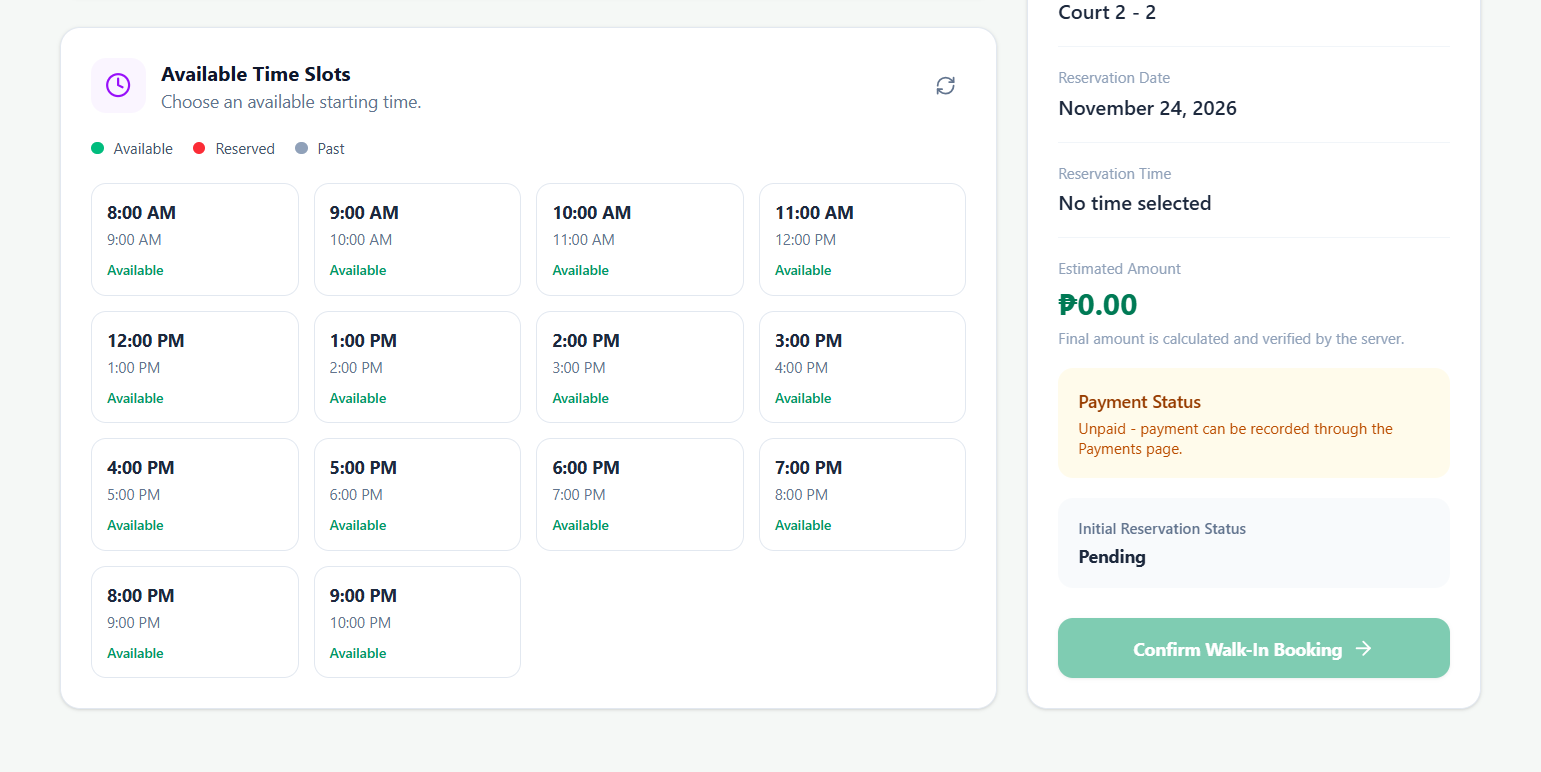 Available Time Slots
Choose an available starting time.
Available
Reserved
Past
8:00 AM
9:00 AM
Available
9:00 AM
10:00 AM
Available
10:00 AM
11:00 AM
Available
11:00 AM
12:00 PM
Available
12:00 PM
1:00 PM
Available
1:00 PM
2:00 PM
Available
2:00 PM
3:00 PM
Available
3:00 PM
4:00 PM
Available
4:00 PM
5:00 PM
Available
5:00 PM
6:00 PM
Available
6:00 PM
7:00 PM
Available
7:00 PM
8:00 PM
Available
8:00 PM
9:00 PM
Available
9:00 PM
10:00 PM
Available
Court 2 - 2
Reservation Date
November 24, 2026
Reservation Time
No time selected
Estimated Amount
₱0.00
Final amount is calculated and verified by the server.
Payment Status
Unpaid - payment can be recorded through the
Payments page.
Initial Reservation Status
Pending
Confirm Walk-In Booking →